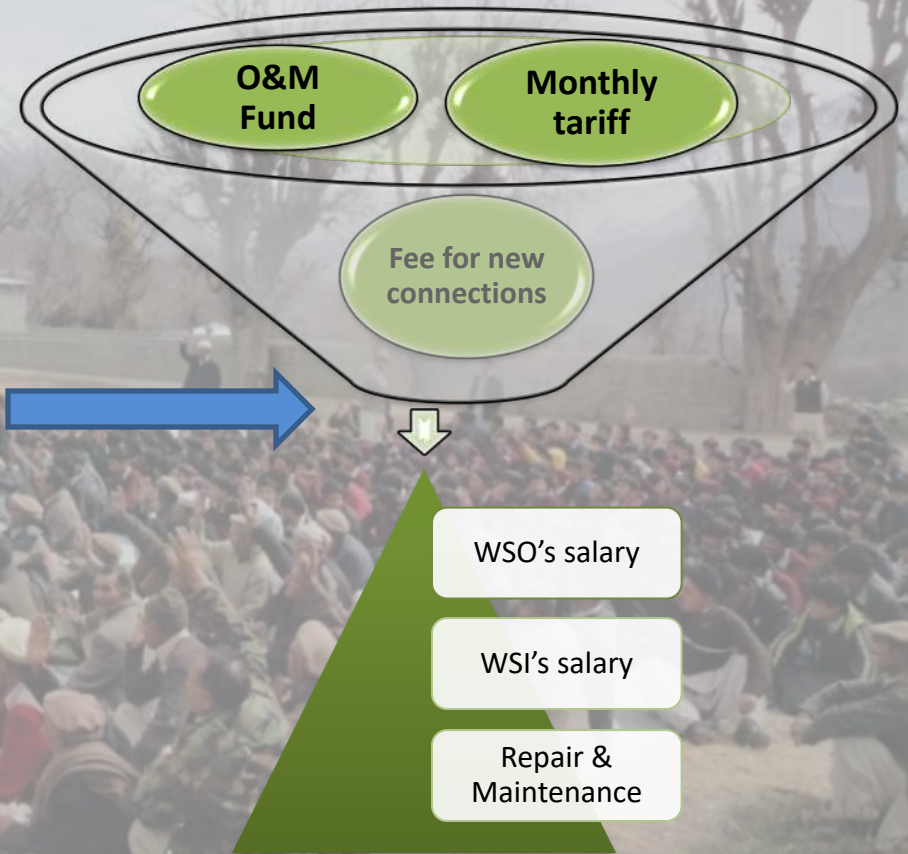 O&M
Fund
Monthly
tariff
Fee for new
connections
WSO’s salary
WSI’s salary
Repair &
Maintenance